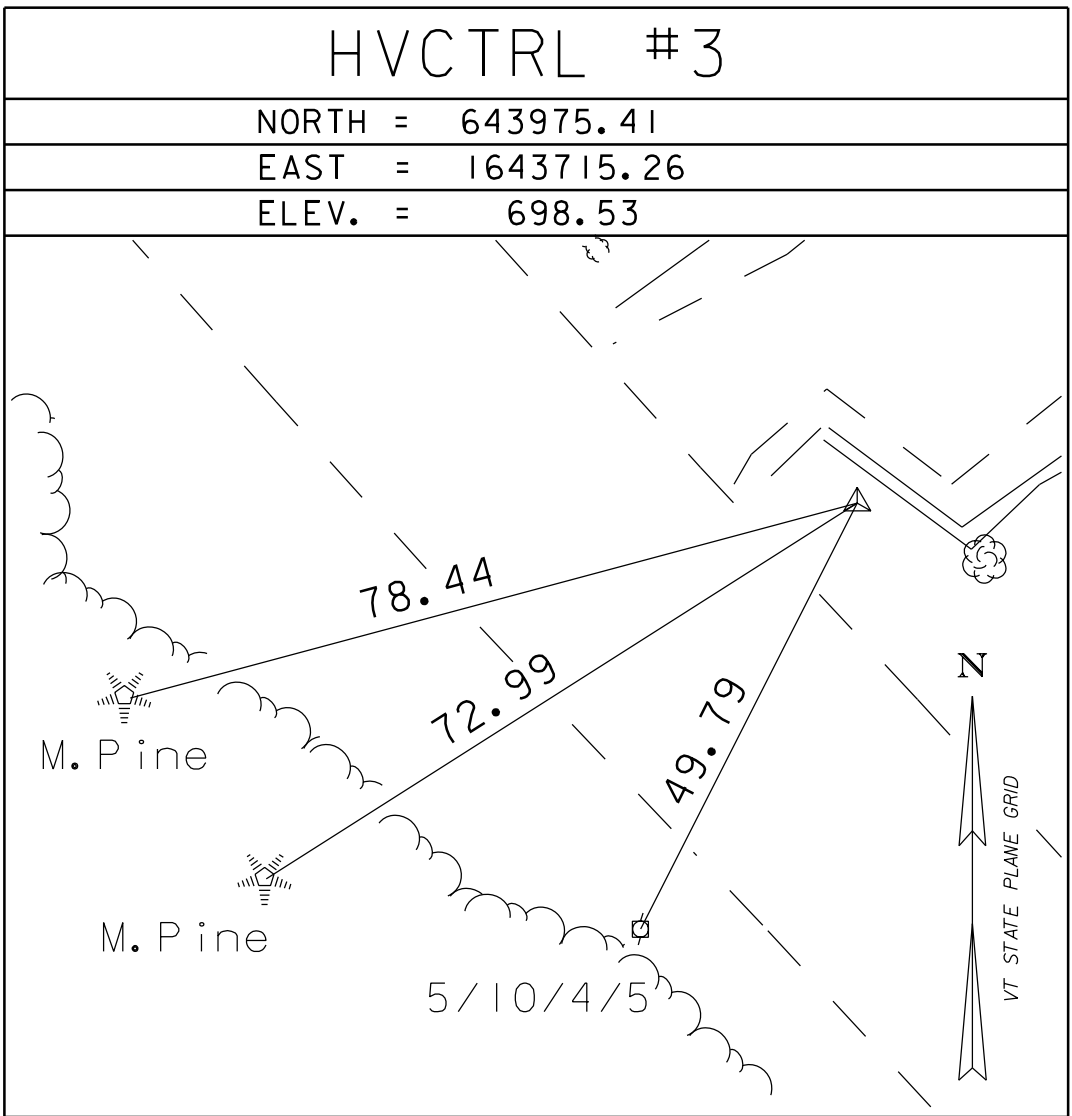 HVCTRL #3
NORTH = 643975.41
EAST = 1643715.26
ELEV. = 698.53
78.44
72.99
49.79
N
M.Pine
VT STATE PLANE GRID
M.Pine
5/10/4/5